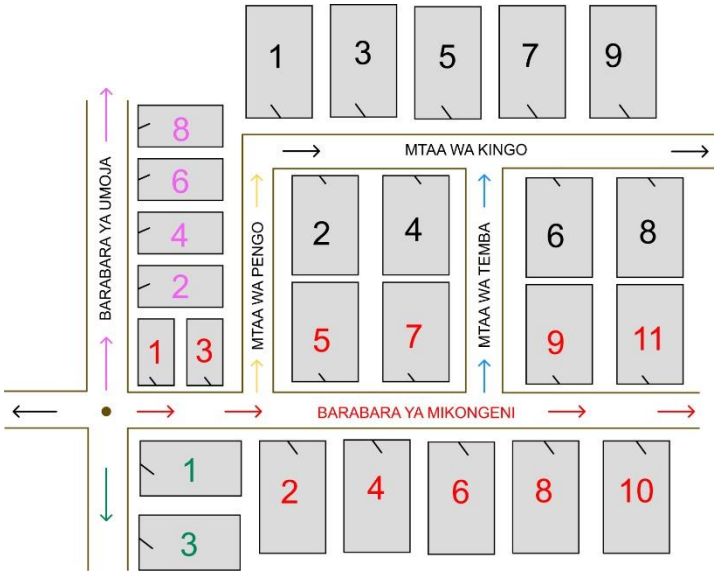 1 3 5 7 9
BARABARA YA UMOJA
8
6
4
2
1 3
MTAA WA KINGO
MTAA WA PENGO
2 4
MTAA WA TEMBA
6 8
5 7
9 11
BARABARA YA MIKONGENI
1
3
2 4 6 8 10